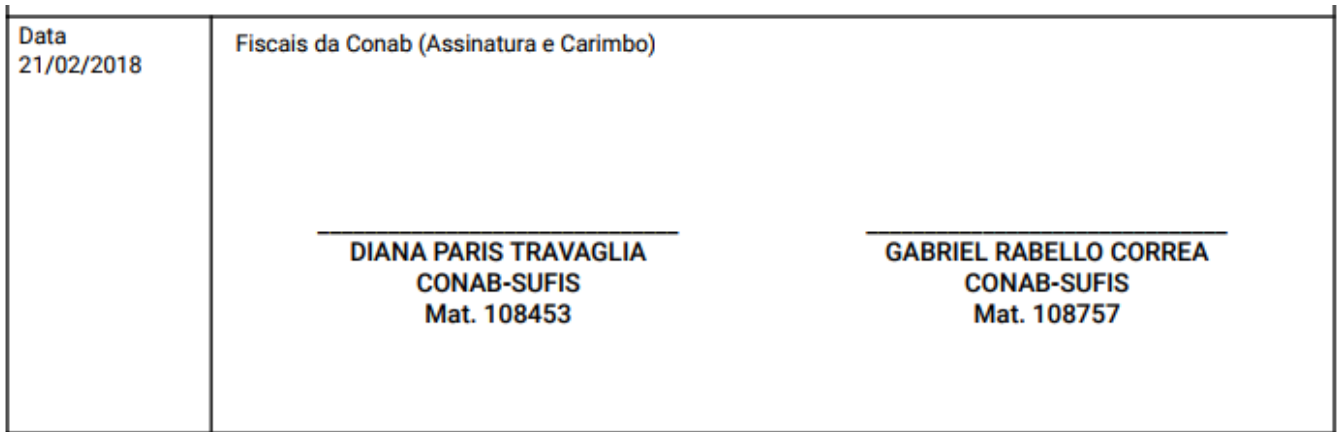 Data
21/02/2018
Fiscais da Conab (Assinatura e Carimbo)
DIANA PARIS TRAVAGLIA
CONAB-SUFIS
Mat. 108453
GABRIEL RABELLO CORREA
CONAB-SUFIS
Mat. 108757